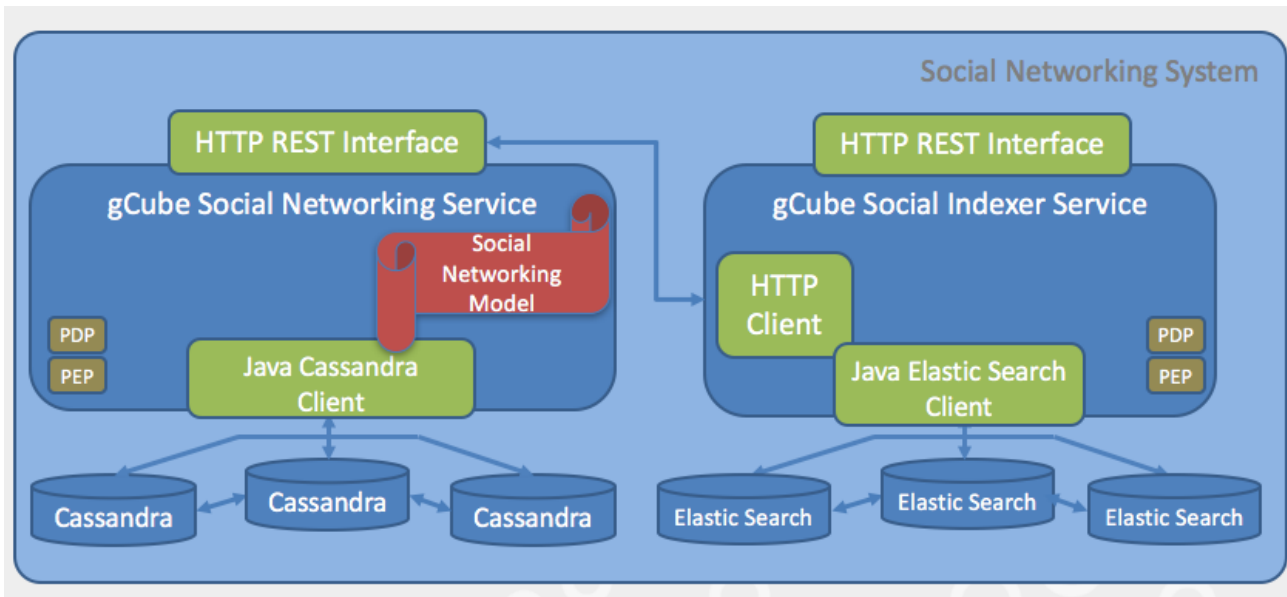 Social Networking System
HTTP REST Interface
HTTP REST Interface
gCube Social Networking Service
gCube Social Indexer Service
Social
Networking
Model
HTTP
Client
PDP
PEP
PDP
PEP
Java Cassandra
Client
Java Elastic Search
Client
Cassandra
Cassandra
Cassandra
Elastic Search
Elastic Search
Elastic Search